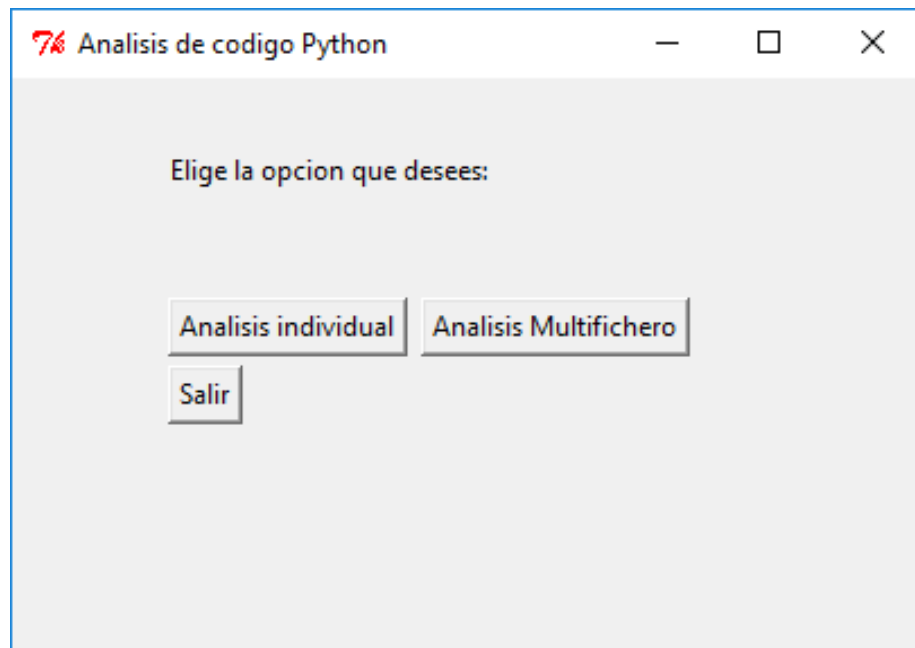 Analisis de codigo Python
Elige la opcion que desees:
Analisis individual Analisis Multifichero
Salir